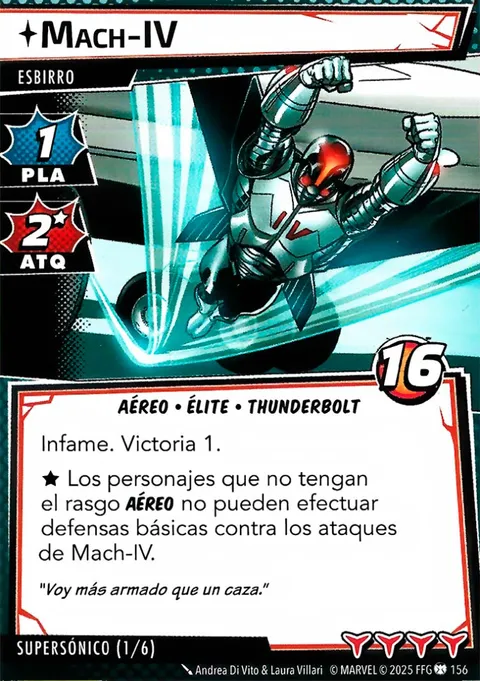 Mach-IV
ESBIRRO
1
PLA
2
ATQ
IV
16
AÉREO • ÉLITE • THUNDERBOLT
Infame. Victoria 1.
★ Los personajes que no tengan
el rasgo AÉREO no pueden efectuar
defensas básicas contra los ataques
de Mach-IV.
"Voy más armado que un caza."
SUPERSÓNICO (1/6)
Andrea Di Vito & Laura Villari © MARVEL © 2025 FFG 156